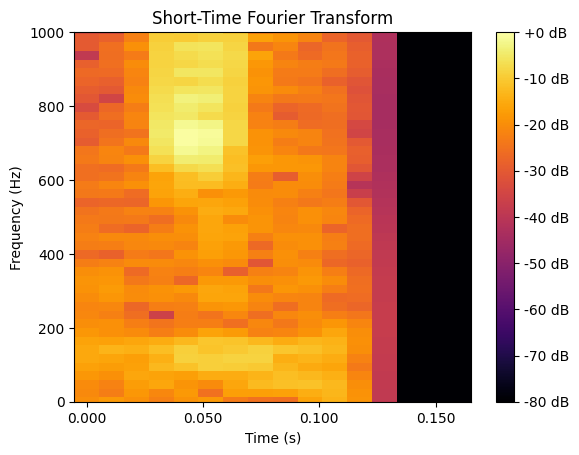 Short-Time Fourier Transform
1000
800
600
400
200
0
Frequency (Hz)
0.000
0.050
0.100
0.150
Time (s)
+0 dB
-10 dB
-20 dB
-30 dB
-40 dB
-50 dB
-60 dB
-70 dB
-80 dB